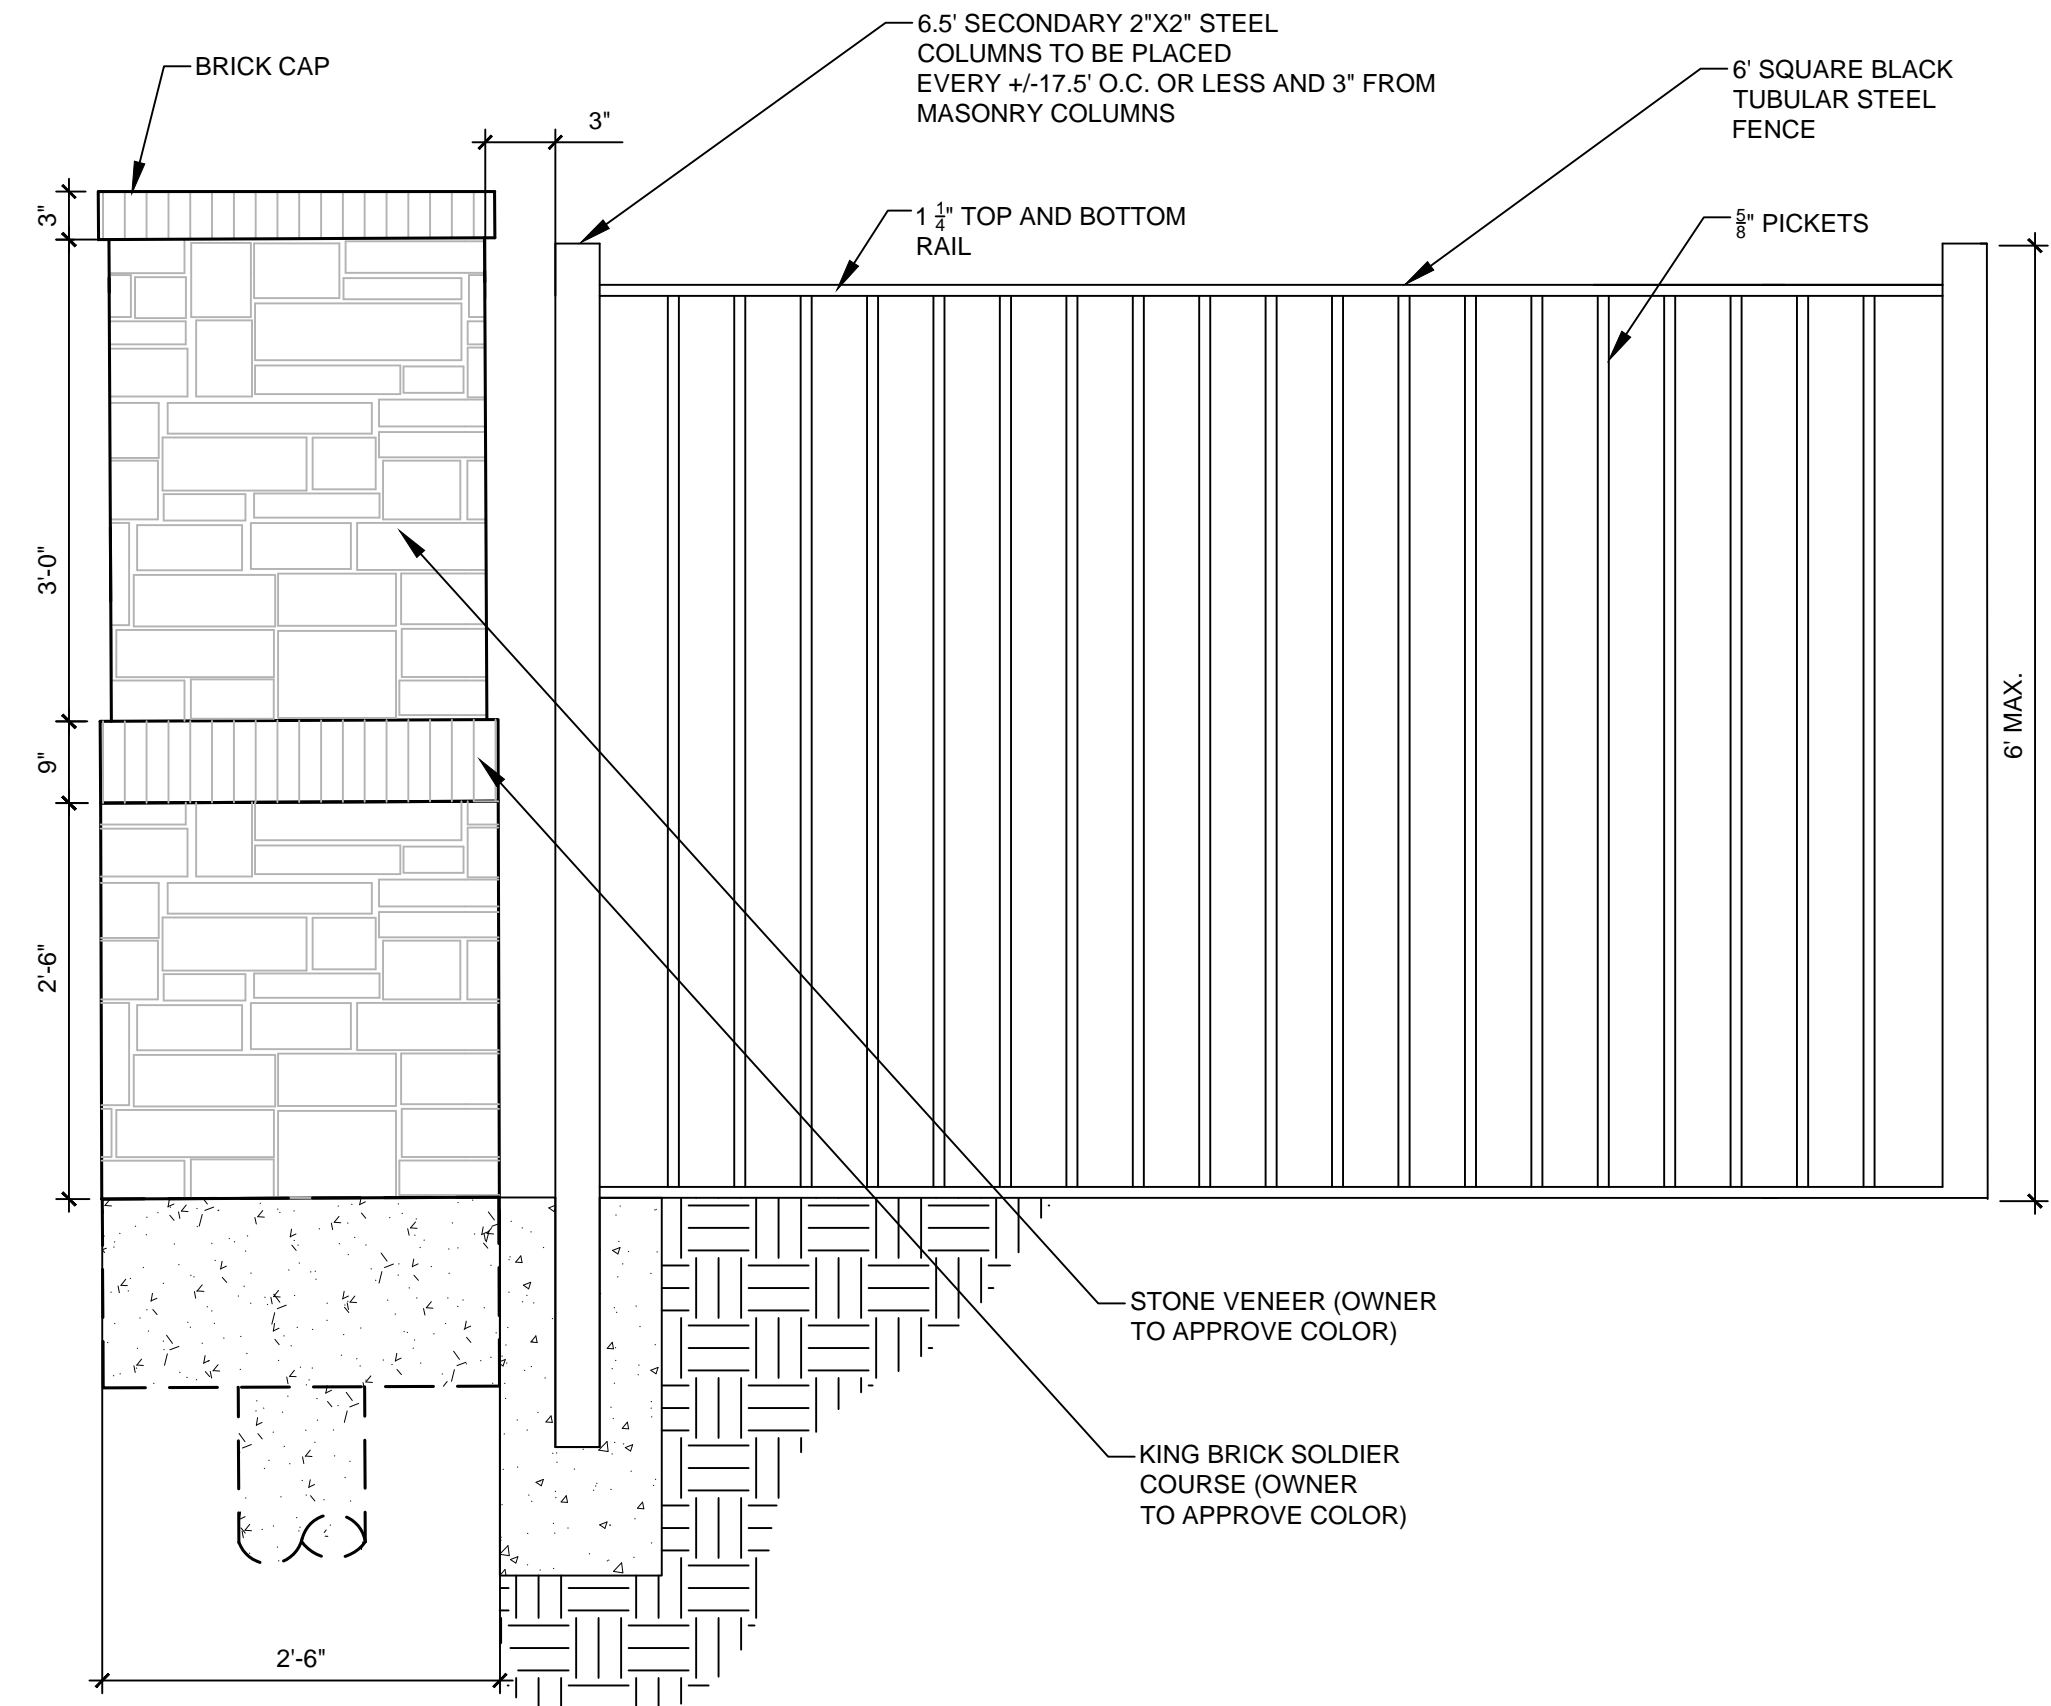 6.5' SECONDARY 2"X2" STEEL
COLUMNS TO BE PLACED
EVERY +/-17.5' O.C. OR LESS AND 3" FROM
MASONRY COLUMNS
BRICK CAP
6' SQUARE BLACK
TUBULAR STEEL
FENCE
3"
3"
1 1/4" TOP AND BOTTOM
RAIL
5/8" PICKETS
3'-0"
6' MAX.
9"
2'-6"
STONE VENEER (OWNER
TO APPROVE COLOR)
KING BRICK SOLDIER
COURSE (OWNER
TO APPROVE COLOR)
2'-6"